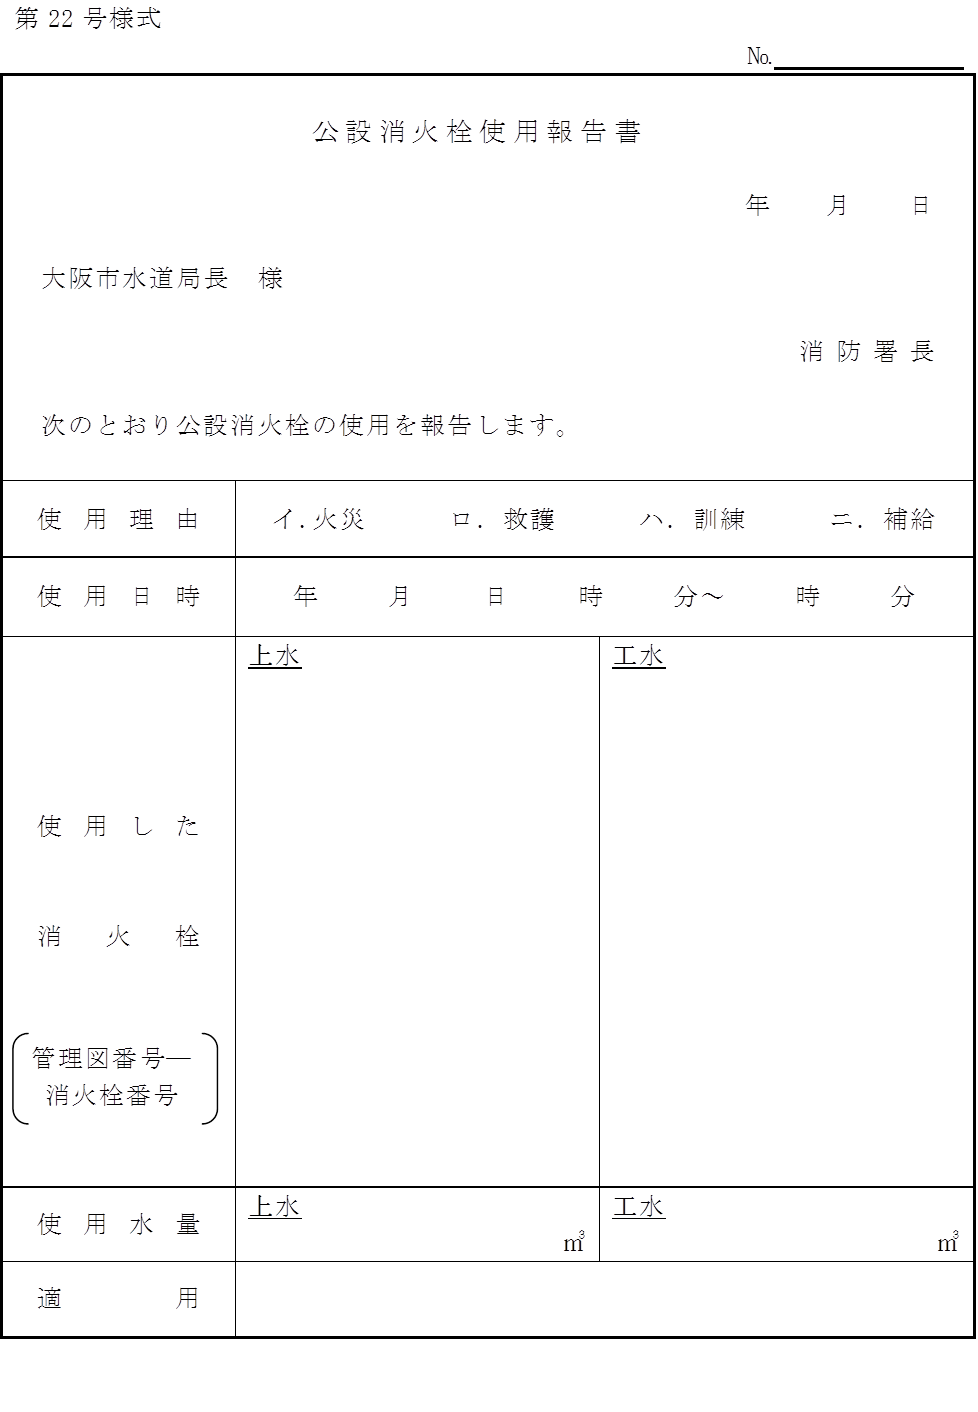 第 22 号様式
№
公設消火栓使用報告書
年　　月　　日
大阪市水道局長　様
消 防 署 長
次のとおり公設消火栓の使用を報告します。
使 用 理 由　イ.火災　ロ. 救護　ハ. 訓練　ニ. 補給
使 用 日 時　年　　月　　日　　時　　分～　　時　　分
上水　工水
使 用 し た
消 火 栓
管理図番号―
消火栓番号
上水　工水
使 用 水 量
㎥　㎥
適 用